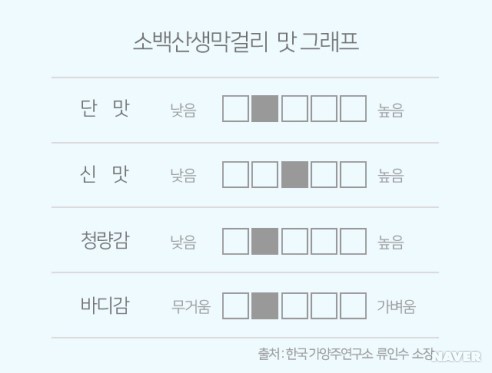 소백산생막걸리 맛 그래프
단 맛 낮음 높음
신 맛 낮음 높음
청량감 낮음 높음
바디감 무거움 가벼움
출처 : 한국가양주연구소 류인수 소장
NAVER